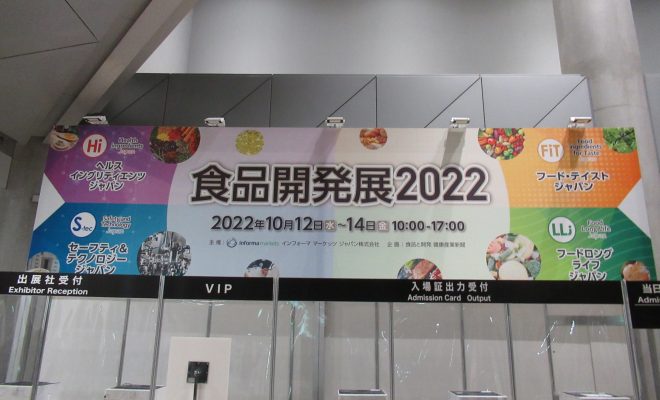 Hi
Health
ingredients
Japan
ヘルス
イングリディエンツ
ジャパン
S-tec
Safety and
Technology
Japan
セーフティ&
テクノロジー
ジャパン
食品開発展2022
2022年10月12日水～14日金 10:00-17:00
主催： informa markets インフォーマ マーケッツ ジャパン株式会社 企画：食品と開発 健康産業新聞
FiT
Food
ingredients
for Taste
フード・テイスト
ジャパン
LLi
Food
Long Life
Japan
フードロング
ライフ
ジャパン
出展社受付
Exhibitor Reception
VIP
入場証出力受付
Admission Card Output
当日
Admis